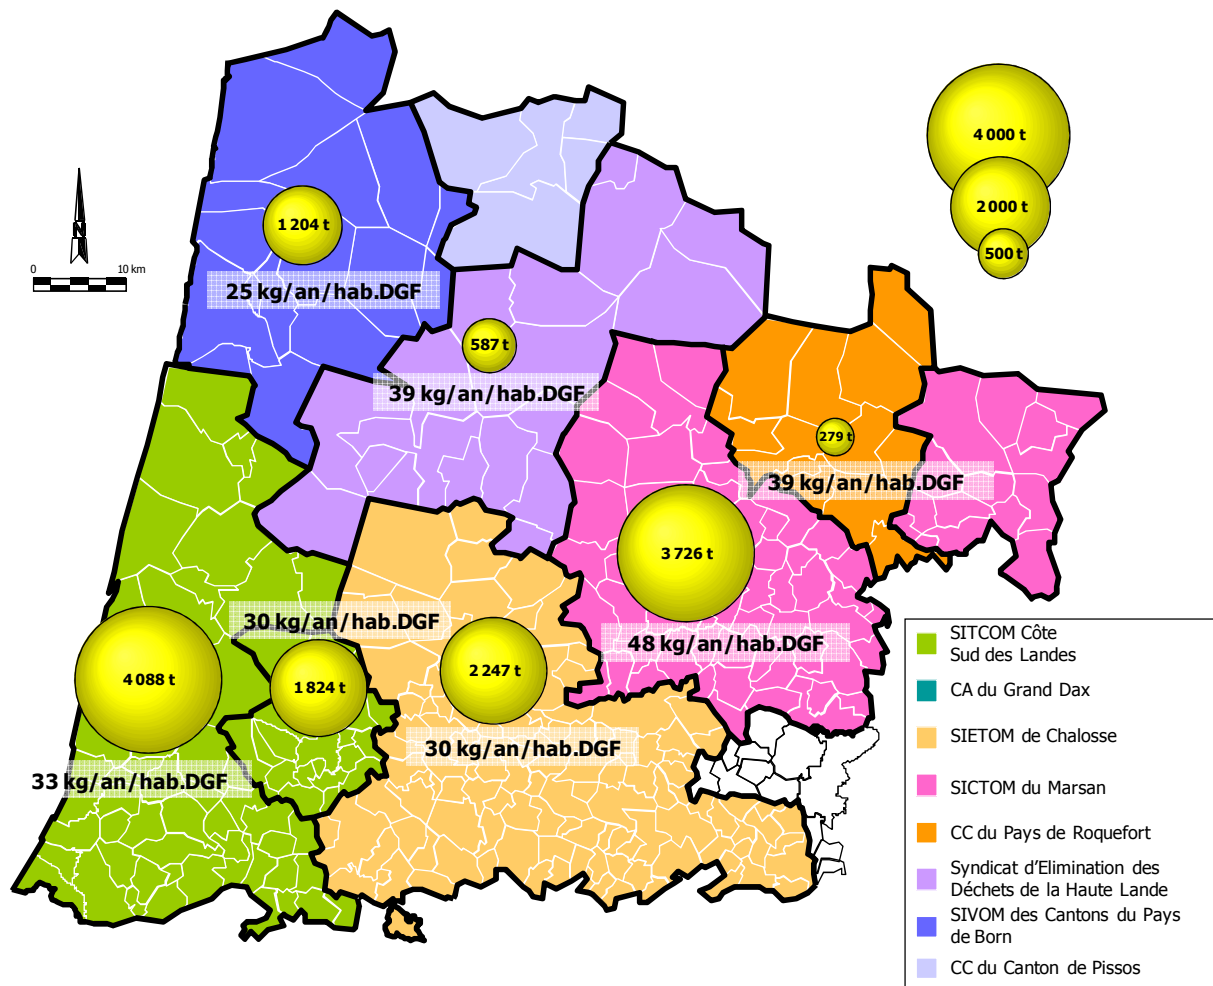 4 000 t
2 000 t
500 t
N
0 10 km
1 204 t
25 kg/an/hab.DGF
587 t
39 kg/an/hab.DGF
279 t
39 kg/an/hab.DGF
3 726 t
48 kg/an/hab.DGF
30 kg/an/hab.DGF
4 088 t
1 824 t
2 247 t
30 kg/an/hab.DGF
33 kg/an/hab.DGF
SITCOM Côte
Sud des Landes
CA du Grand Dax
SIETOM de Chalosse
SICTOM du Marsan
CC du Pays de Roquefort
Syndicat d'Elimination des
Déchets de la Haute Lande
SIVOM des Cantons du Pays
de Born
CC du Canton de Pissos